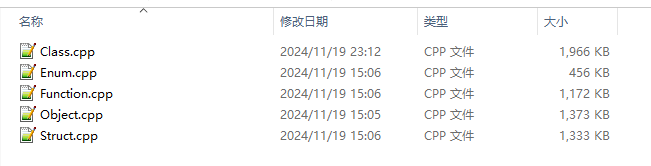 名称 修改日期 类型 大小
Class.cpp 2024/11/19 23:12 CPP 文件 1,966 KB
Enum.cpp 2024/11/19 15:06 CPP 文件 456 KB
Function.cpp 2024/11/19 15:06 CPP 文件 1,172 KB
Object.cpp 2024/11/19 15:05 CPP 文件 1,373 KB
Struct.cpp 2024/11/19 15:06 CPP 文件 1,333 KB